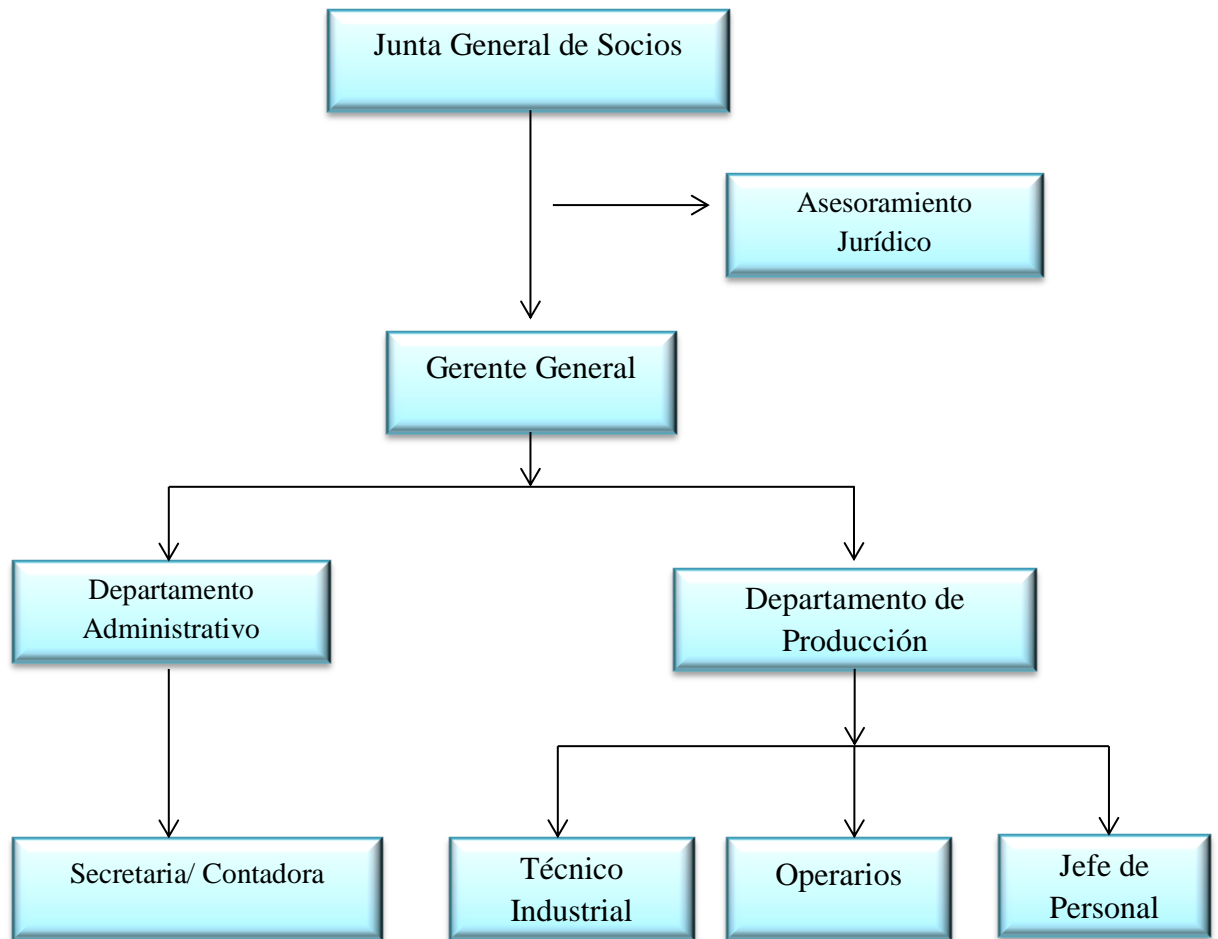 Junta General de Socios
Asesoramiento
Jurídico
Gerente General
Departamento
Administrativo
Departamento de
Producción
Secretaria/ Contadora
Técnico
Industrial
Operarios
Jefe de
Personal